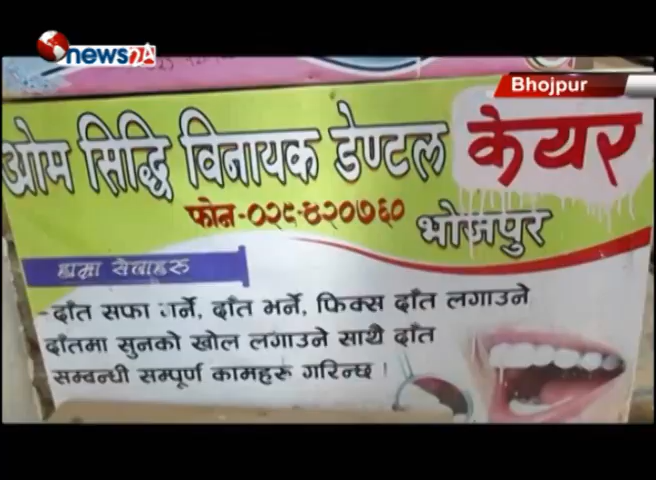 news24
Bhojpur
ओम सिद्धि विनायक डेण्टल केयर
फोन-०२९-४२०७६०
भोजपुर
हाम्रा सेवाहरु
-दाँत सफा गर्ने, दाँत भर्ने, फिक्स दाँत लगाउने
दाँतमा सुनको खोल लगाउने साथै दाँत
सम्बन्धी सम्पूर्ण कामहरु गरिन्छ ।